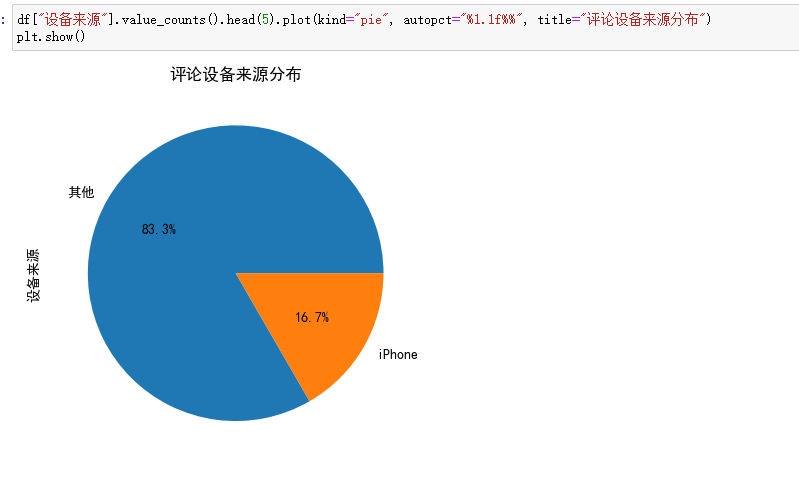 :
df["设备来源"].value_counts().head(5).plot(kind="pie", autopct="%1.1f%%", title="评论设备来源分布")
plt.show()
评论设备来源分布
其他
83.3%
设备来源
16.7%
iPhone